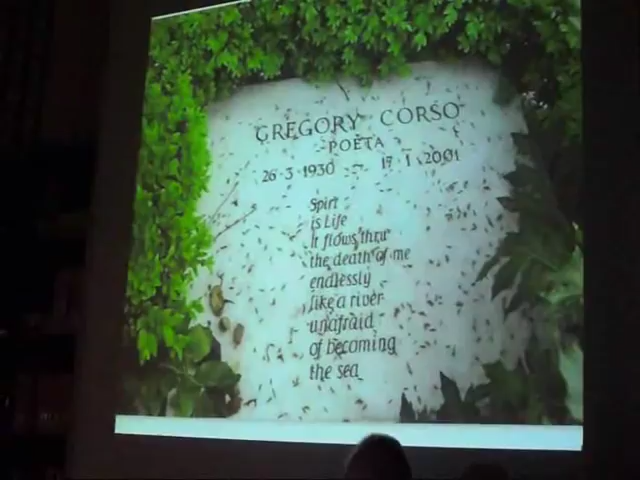 GREGORY CORSO
POETA
26·3·1930 – 17·1·2001
Spirt
is Life
it flows thru
the death of me
endlessly
like a river
unafraid
of becoming
the sea